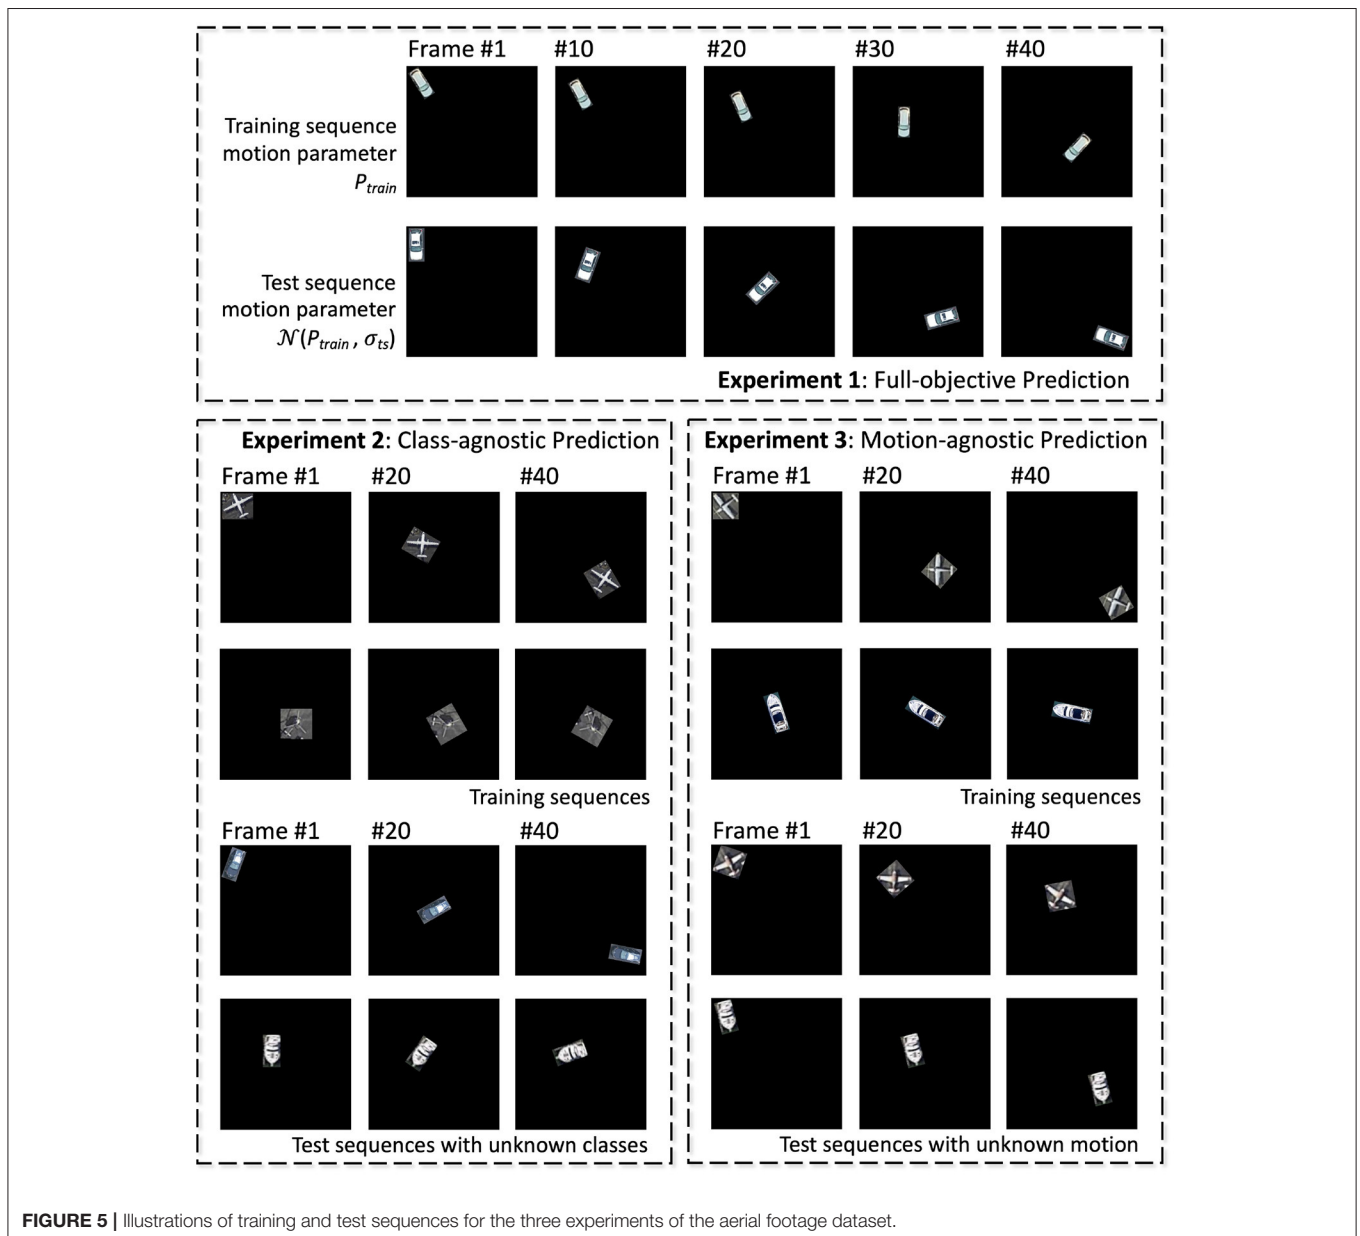 Frame #1 #10 #20 #30 #40
Training sequence
motion parameter
P_train
Test sequence
motion parameter
𝒩(P_train , σ_ts)
Experiment 1: Full-objective Prediction
Experiment 2: Class-agnostic Prediction
Frame #1 #20 #40
Training sequences
Frame #1 #20 #40
Test sequences with unknown classes
Experiment 3: Motion-agnostic Prediction
Frame #1 #20 #40
Training sequences
Frame #1 #20 #40
Test sequences with unknown motion
FIGURE 5 | Illustrations of training and test sequences for the three experiments of the aerial footage dataset.